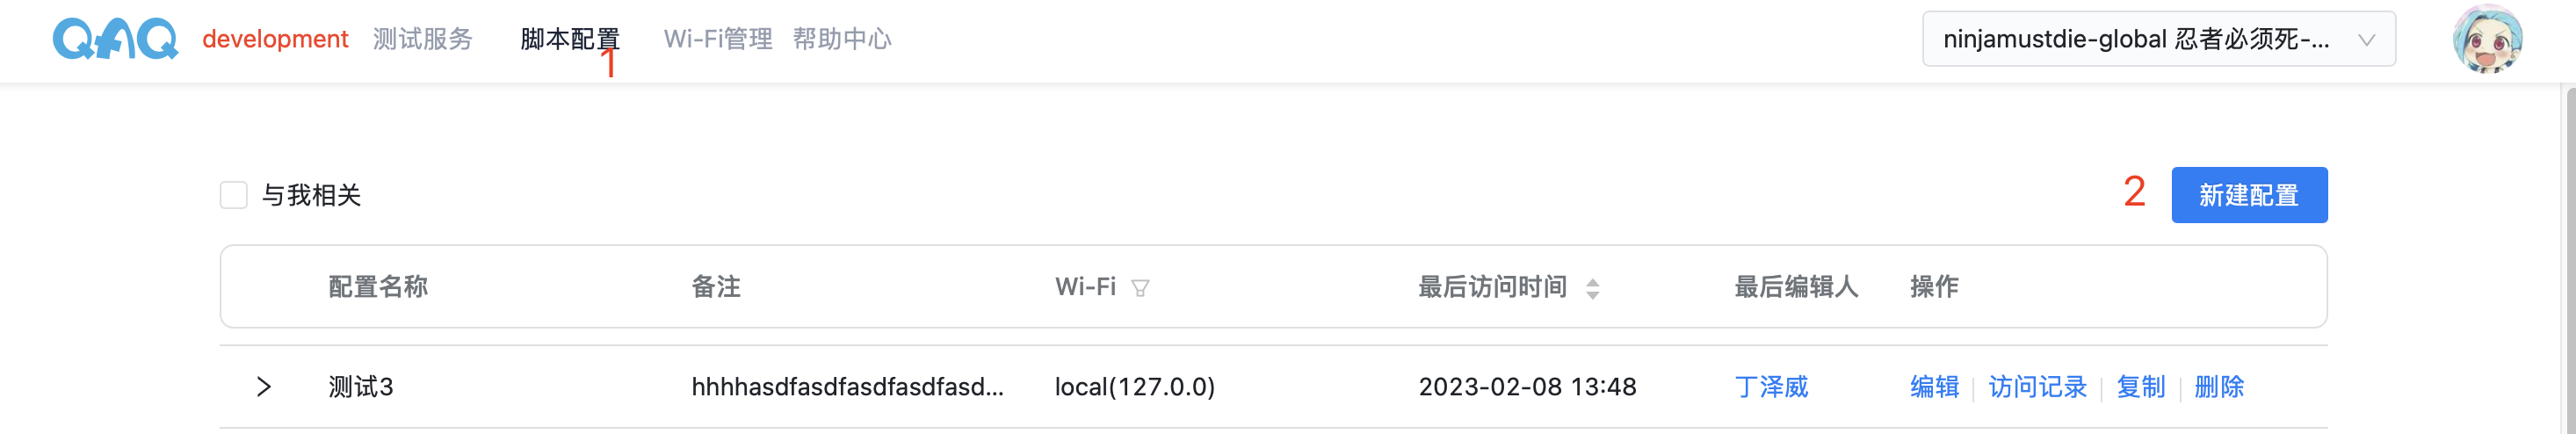 QAQ development 测试服务 脚本配置 Wi-Fi管理 帮助中心 ninjamustdie-global 忍者必须死-...
1
与我相关 2 新建配置
配置名称 备注 Wi-Fi 最后访问时间 最后编辑人 操作
测试3 hhhhasdfasdfasdfasdfasd... local(127.0.0) 2023-02-08 13:48 丁泽威 编辑 访问记录 复制 删除